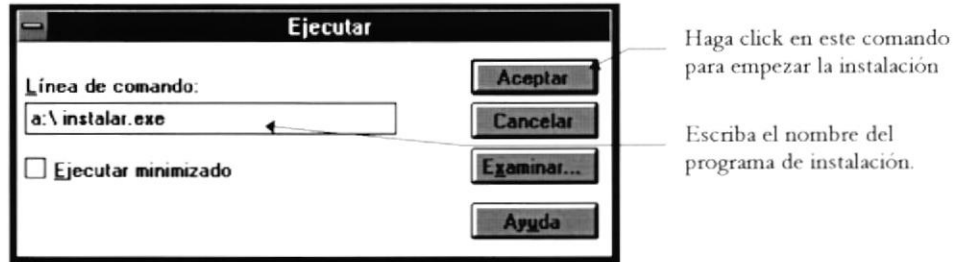 Ejecutar
Línea de comando:
a:\ instalar.exe
Ejecutar minimizado
Aceptar
Cancelar
Examinar...
Ayuda
Haga click en este comando
para empezar la instalación
Escriba el nombre del
programa de instalación.